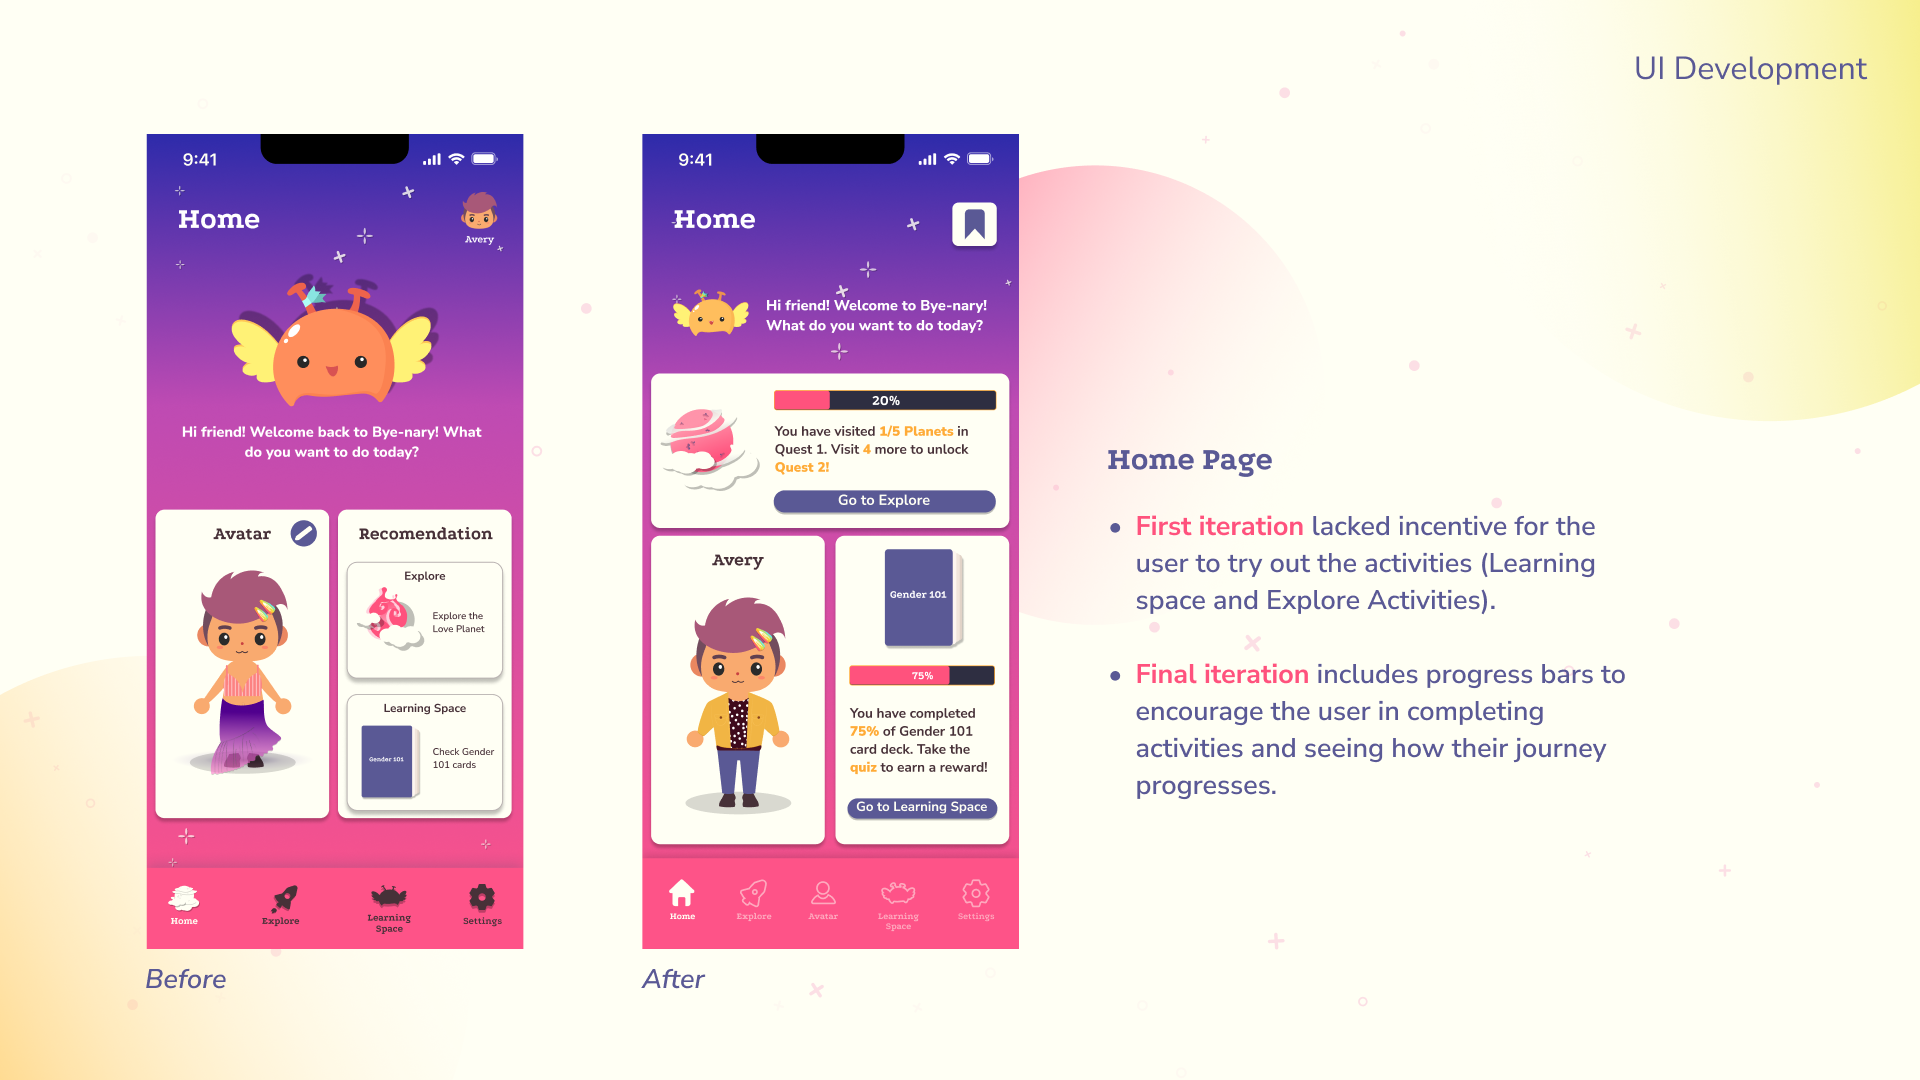 UI Development
9:41
Home
Avery
Hi friend! Welcome back to Bye-nary! What
do you want to do today?
Avatar
Recomendation
Explore
Explore the
Love Planet
Learning Space
Gender 101
Check Gender
101 cards
Home
Explore
Learning
Space
Settings
Before
9:41
Home
Hi friend! Welcome to Bye-nary!
What do you want to do today?
20%
You have visited 1/5 Planets in
Quest 1. Visit 4 more to unlock
Quest 2!
Go to Explore
Avery
Gender 101
75%
You have completed
75% of Gender 101
card deck. Take the
quiz to earn a reward!
Go to Learning Space
Home
Explore
Avatar
Learning
Space
Settings
After
Home Page
• First iteration lacked incentive for the
user to try out the activities (Learning
space and Explore Activities).
• Final iteration includes progress bars to
encourage the user in completing
activities and seeing how their journey
progresses.